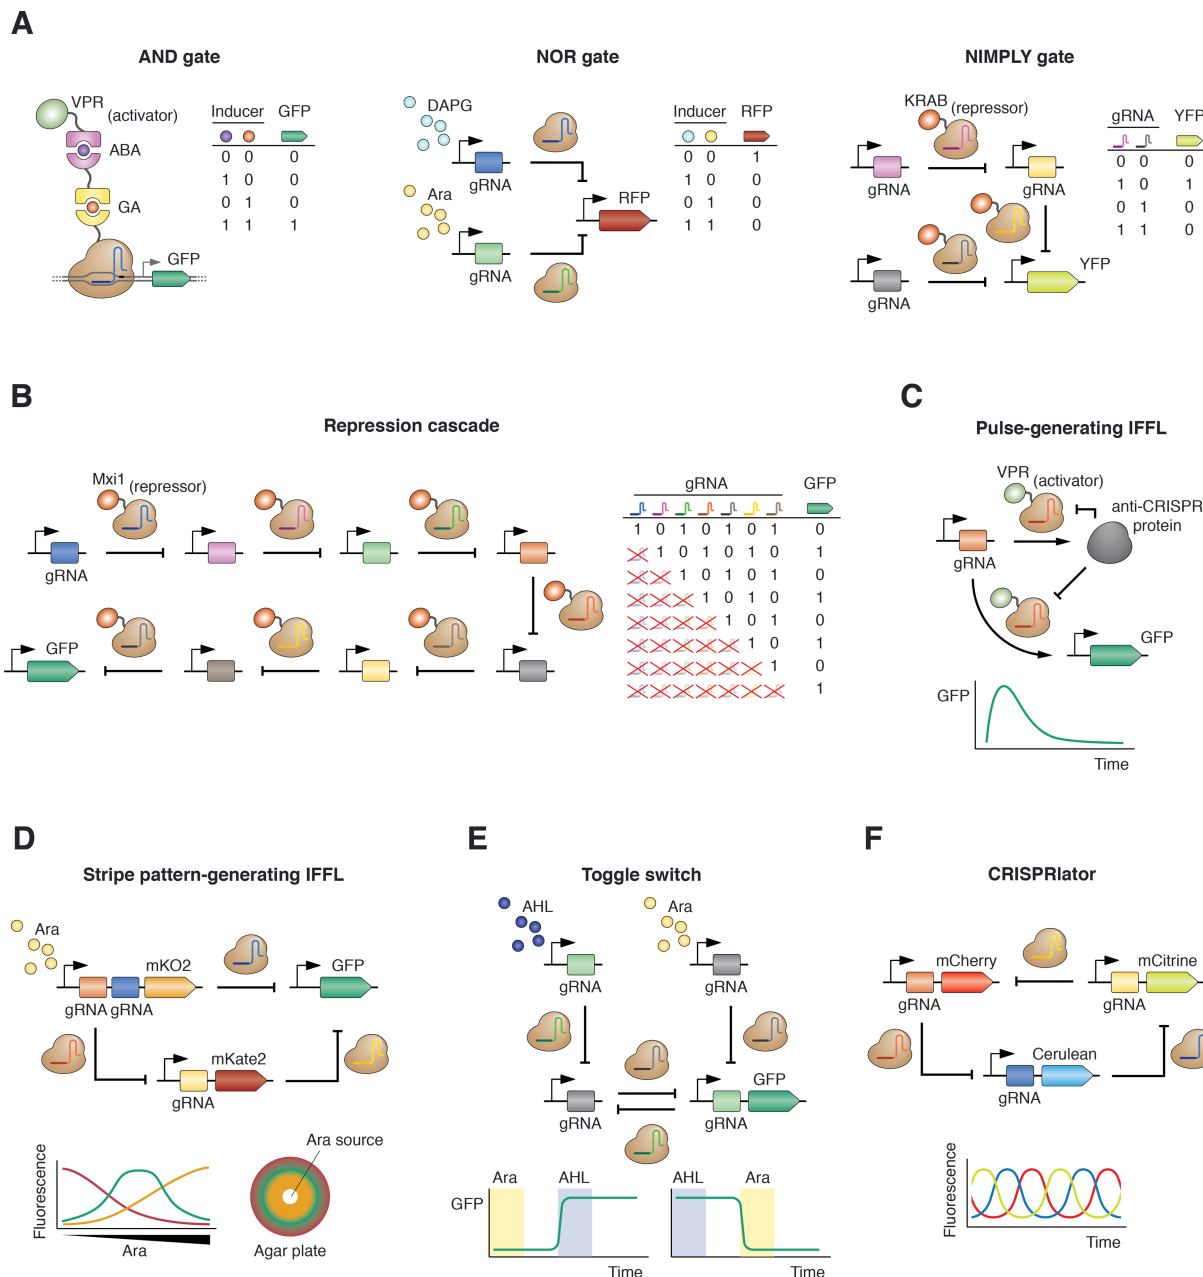 A
AND gate
VPR
(activator)
ABA
GA
GFP
Inducer GFP
0 0 0
1 0 0
0 1 0
1 1 1
NOR gate
DAPG
gRNA
Ara
gRNA
RFP
Inducer RFP
0 0 1
1 0 0
0 1 0
1 1 0
NIMPLY gate
KRAB (repressor)
gRNA
gRNA
gRNA
YFP
gRNA YFP
0 0 0
1 0 1
0 1 0
1 1 0
B
Repression cascade
Mxi1 (repressor)
gRNA
GFP
gRNA GFP
1 0 1 0 1 0 1 0
1 0 1 0 1 0 1
1 0 1 0 1 0
1 0 1 0 1
1 0 1 0
1 0 1
1 0
1
C
Pulse-generating IFFL
VPR
(activator)
anti-CRISPR
protein
gRNA
GFP
GFP
Time
D
Stripe pattern-generating IFFL
Ara
mKO2
GFP
gRNA gRNA
mKate2
gRNA
Fluorescence
Ara
Ara source
Agar plate
E
Toggle switch
AHL
Ara
gRNA
gRNA
GFP
gRNA
gRNA
Ara
AHL
GFP
Time
AHL
Ara
Time
F
CRISPRlator
mCherry
mCitrine
gRNA
gRNA
Cerulean
gRNA
Fluorescence
Time